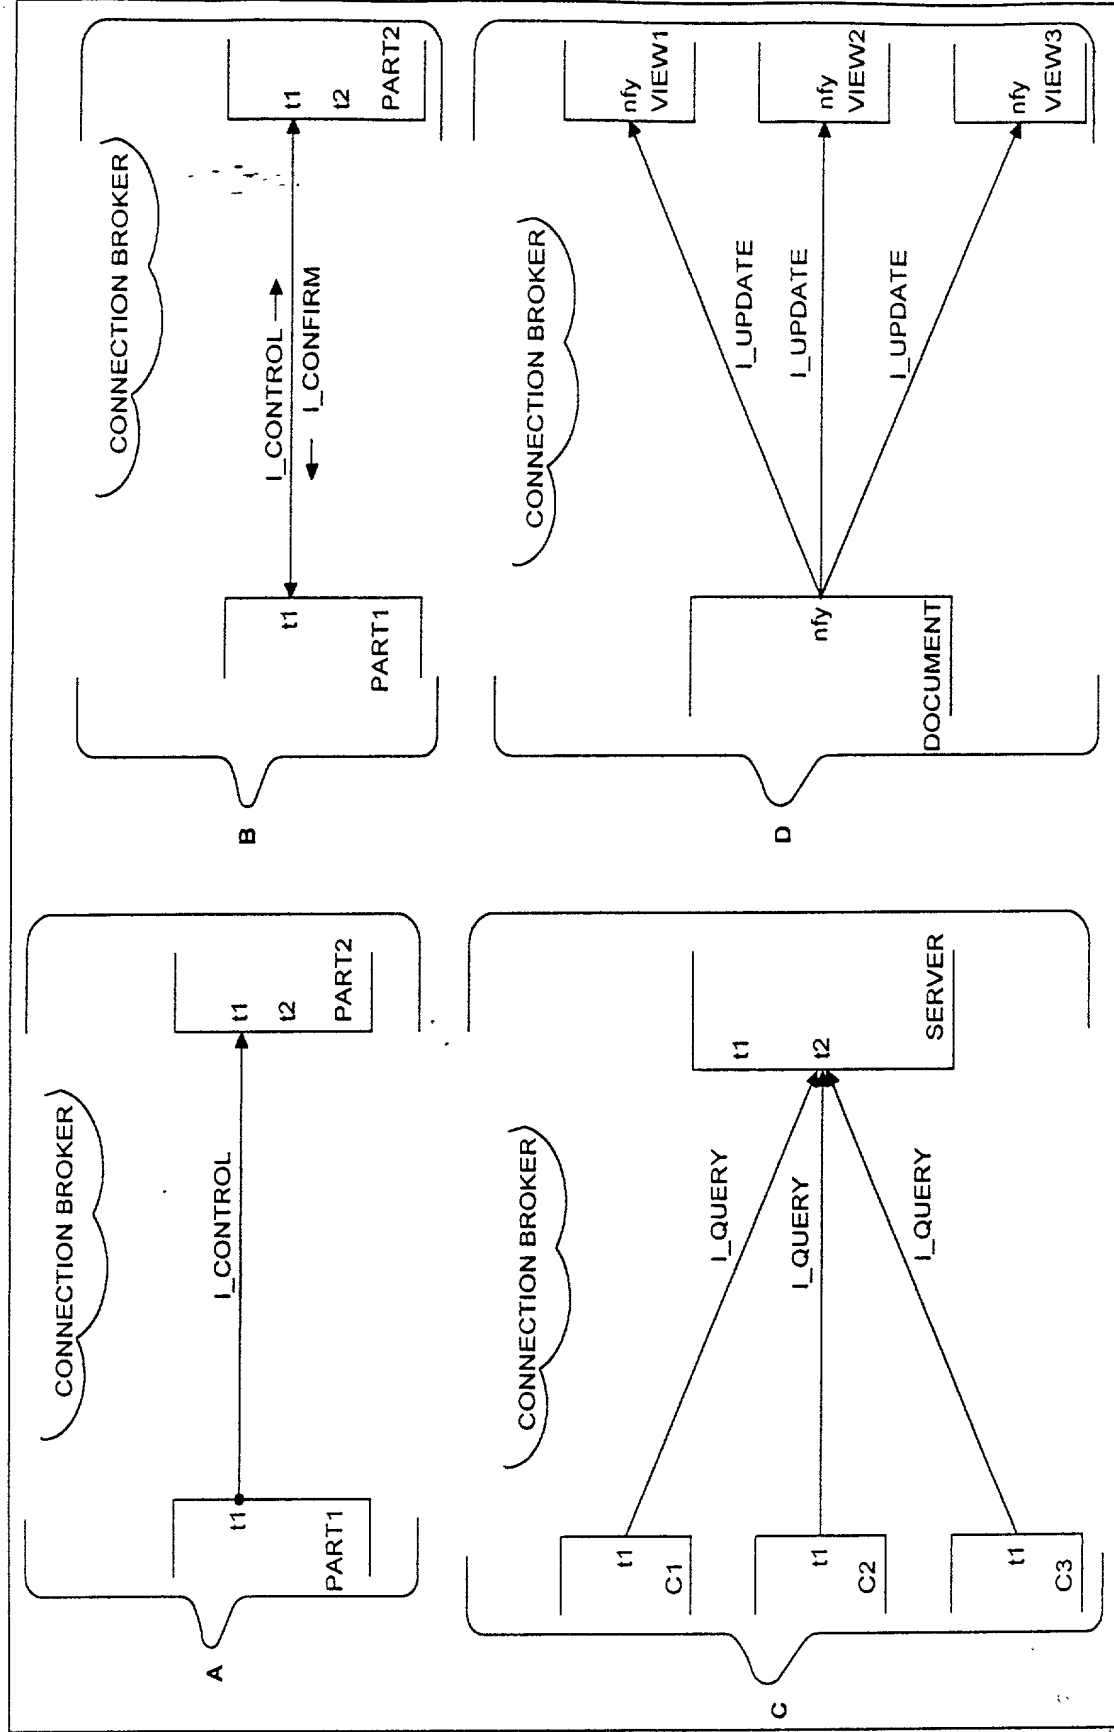 A
CONNECTION BROKER
t1
PART1
I_CONTROL
t1
t2
PART2
B
CONNECTION BROKER
t1
PART1
I_CONTROL
I_CONFIRM
t1
t2
PART2
C
CONNECTION BROKER
t1
C1
t1
C2
t1
C3
I_QUERY
I_QUERY
I_QUERY
t1
t2
SERVER
D
CONNECTION BROKER
nfy
DOCUMENT
I_UPDATE
I_UPDATE
I_UPDATE
nfy
VIEW1
nfy
VIEW2
nfy
VIEW3